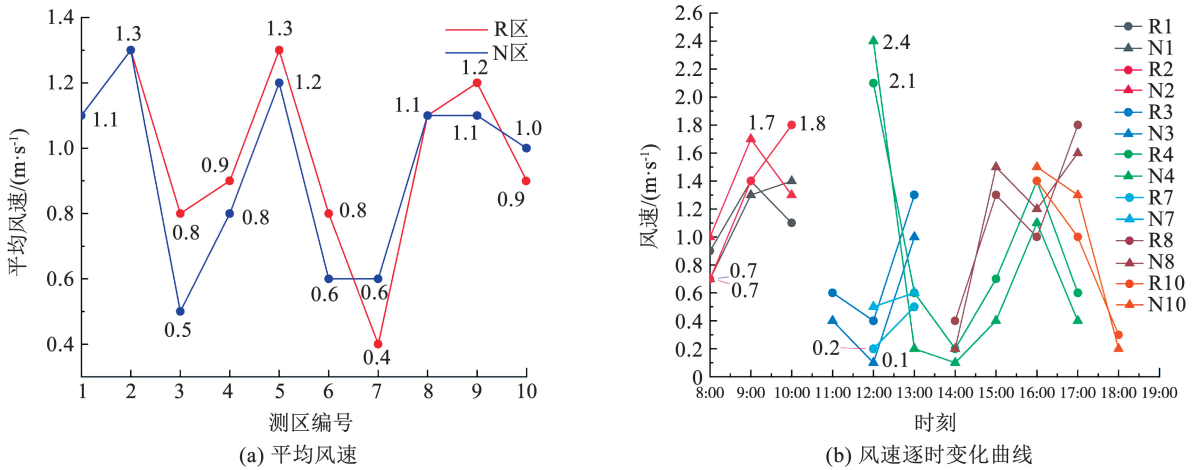 1.4
1.2
1.0
0.8
0.6
0.4
平均风速/(m·s⁻¹)
1.1
1.3
0.8
0.5
0.9
0.8
1.3
1.2
0.8
0.6
0.6
0.4
1.1
1.2
1.1
1.0
0.9
R区
N区
1 2 3 4 5 6 7 8 9 10
测区编号
(a) 平均风速
2.6
2.4
2.2
2.0
1.8
1.6
1.4
1.2
1.0
0.8
0.6
0.4
0.2
0
风速/(m·s⁻¹)
2.4
2.1
1.7
1.8
0.7
0.7
0.2
0.1
R1
N1
R2
N2
R3
N3
R4
N4
R7
N7
R8
N8
R10
N10
8:00 9:00 10:00 11:00 12:00 13:00 14:00 15:00 16:00 17:00 18:00 19:00
时刻
(b) 风速逐时变化曲线